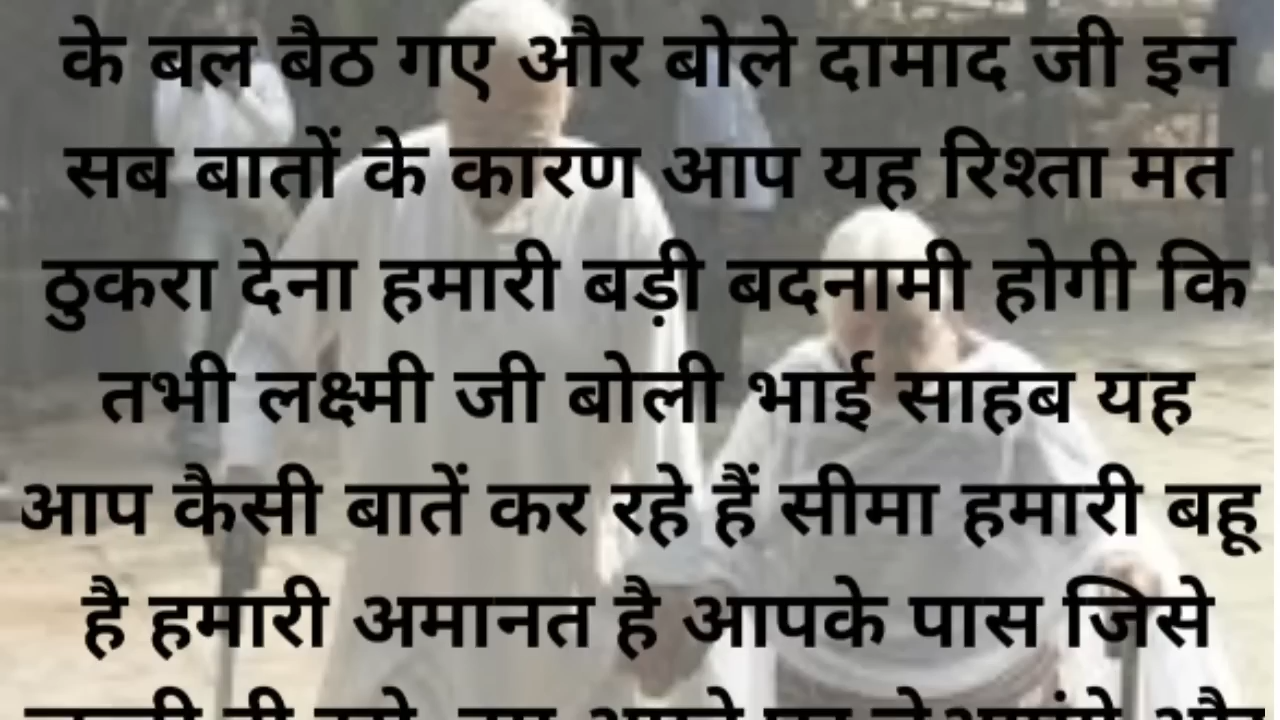 के बल बैठ गए और बोले दामाद जी इन
सब बातों के कारण आप यह रिश्ता मत
ठुकरा देना हमारी बड़ी बदनामी होगी कि
तभी लक्ष्मी जी बोली भाई साहब यह
आप कैसी बातें कर रहे हैं सीमा हमारी बहू
है हमारी अमानत है आपके पास जिसे